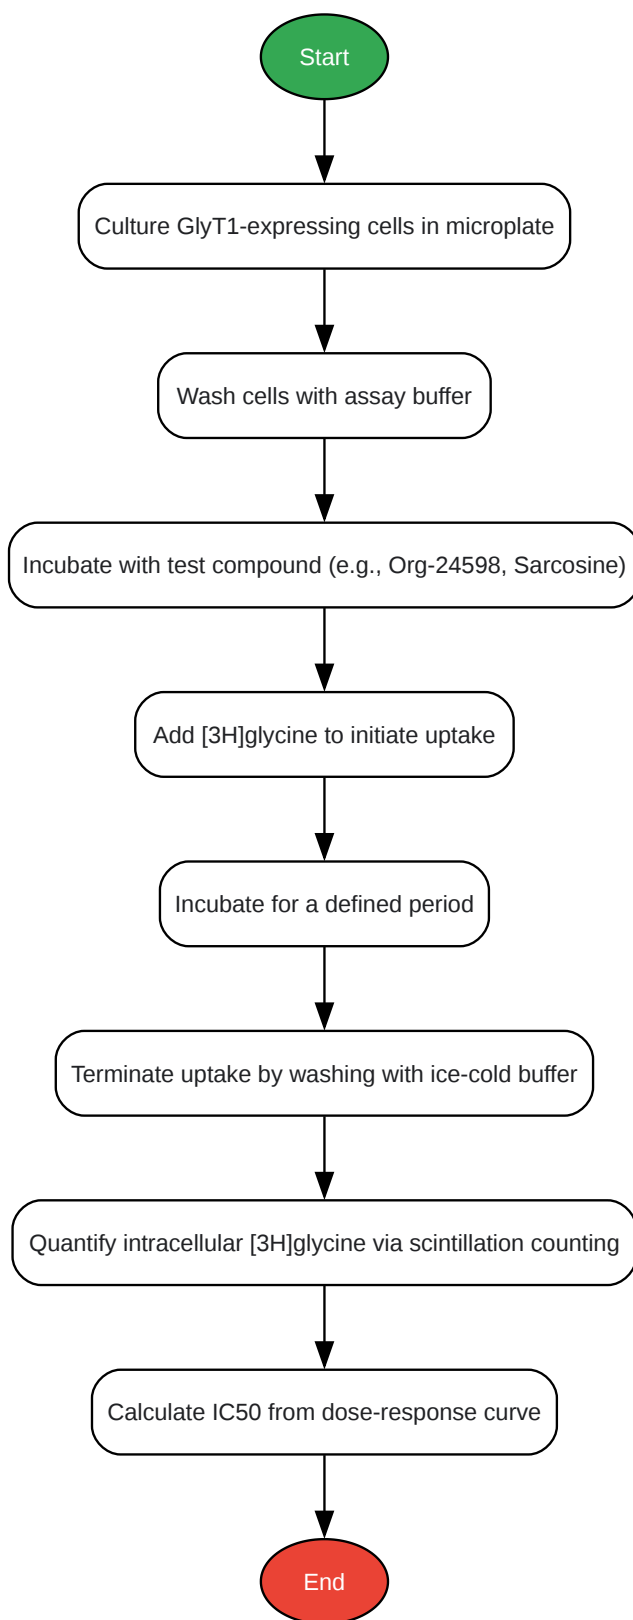 Start
Culture GlyT1-expressing cells in microplate
Wash cells with assay buffer
Incubate with test compound (e.g., Org-24598, Sarcosine)
Add [3H]glycine to initiate uptake
Incubate for a defined period
Terminate uptake by washing with ice-cold buffer
Quantify intracellular [3H]glycine via scintillation counting
Calculate IC50 from dose-response curve
End